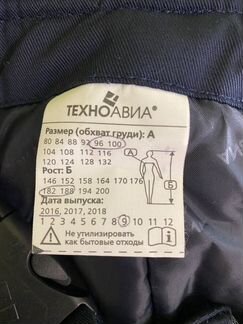 ТЕХНОАВИА®
Размер (обхват груди): А
80 84 88 92 96 100
104 108 112 116
120 124 128 132
Рост: Б
146 152 158 164 170 176
182 188 194 200
Дата выпуска:
2016, 2017, 2018
1 2 3 4 5 6 7 8 9 10 11 12
Не утилизировать
как бытовые отходы
А
Б